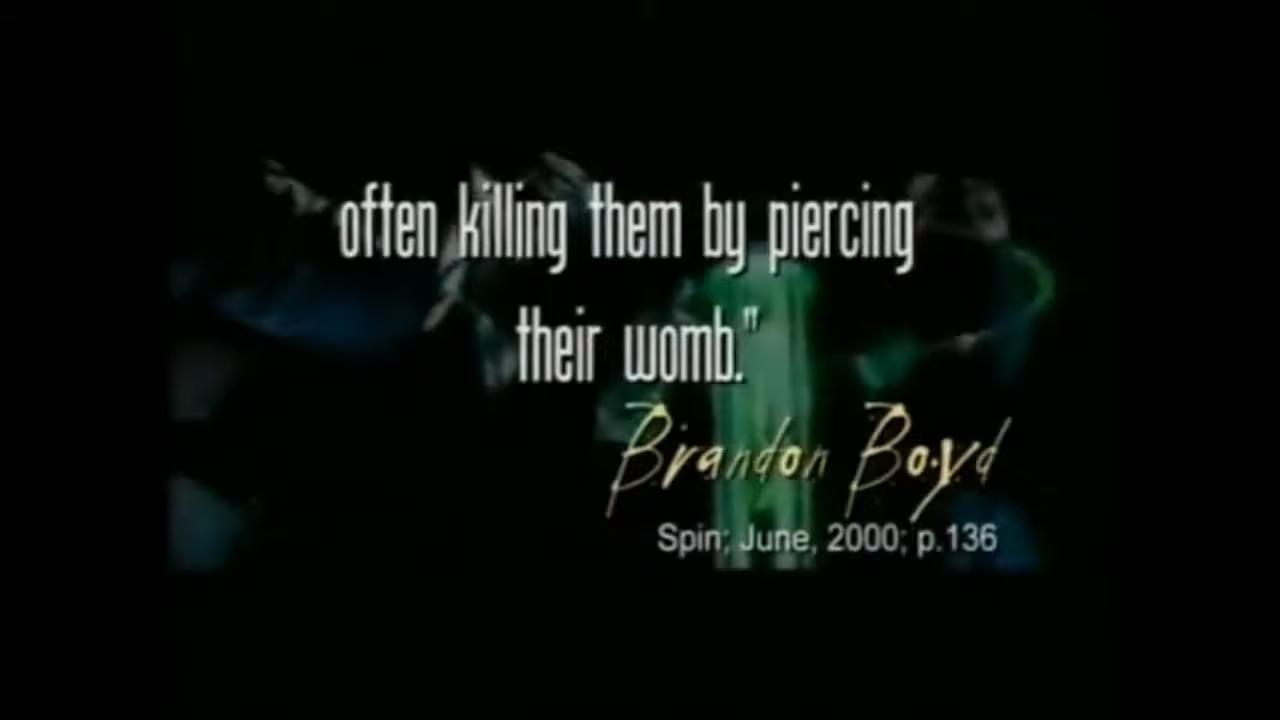 often killing them by piercing
their womb."
Brandon Boyd
Spin; June, 2000; p.136